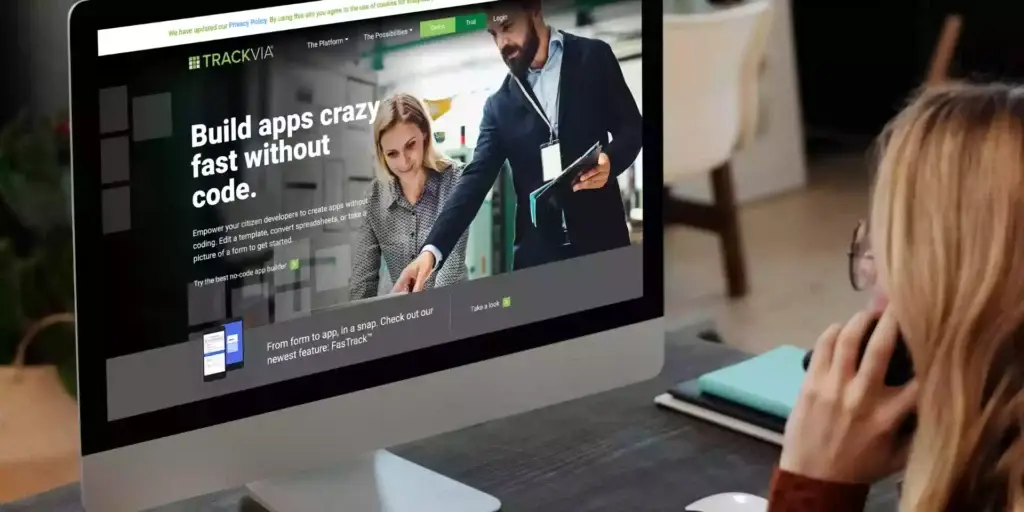 We have updated our Privacy Policy. By using this site you agree to the use of cookies for
TRACKVIA
The Platform The Possibilities Demo Trial Login
Build apps crazy
fast without
code.
Empower your citizen developers to create apps without
coding. Edit a template, convert spreadsheets, or take a
picture of a form to get started.
Try the best no-code app builder
From form to app, in a snap. Check out our
newest feature: FasTrack™
Take a look